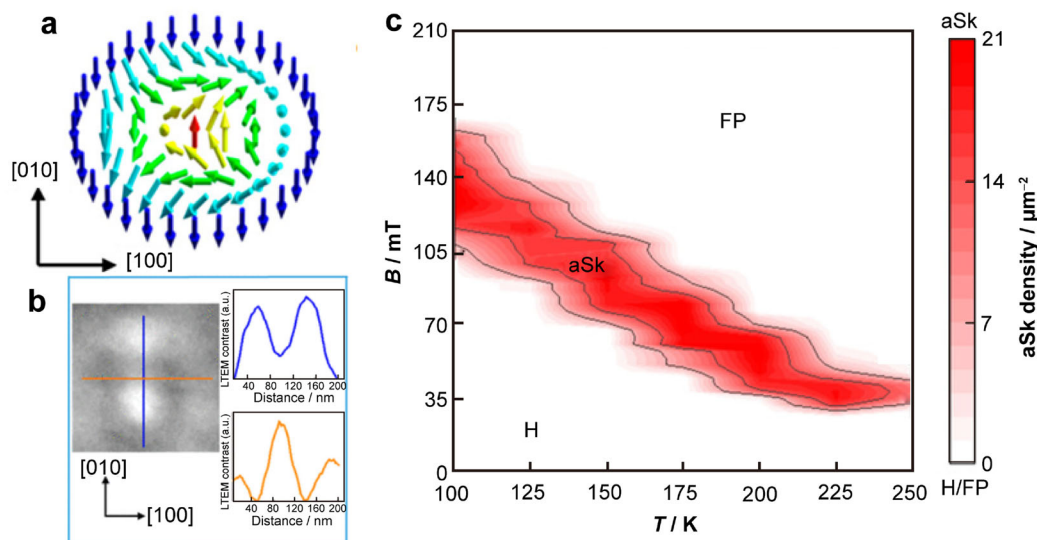 a
[010]
[100]
b
LTEM contrast (a.u.)
40 80 120 160 200
Distance / nm
LTEM contrast (a.u.)
40 80 120 160 200
Distance / nm
[010]
[100]
c
210
175
140
105
70
35
0
B / mT
FP
aSk
H
100 125 150 175 200 225 250
T / K
aSk
21
14
7
0
H/FP
aSk density / μm⁻²